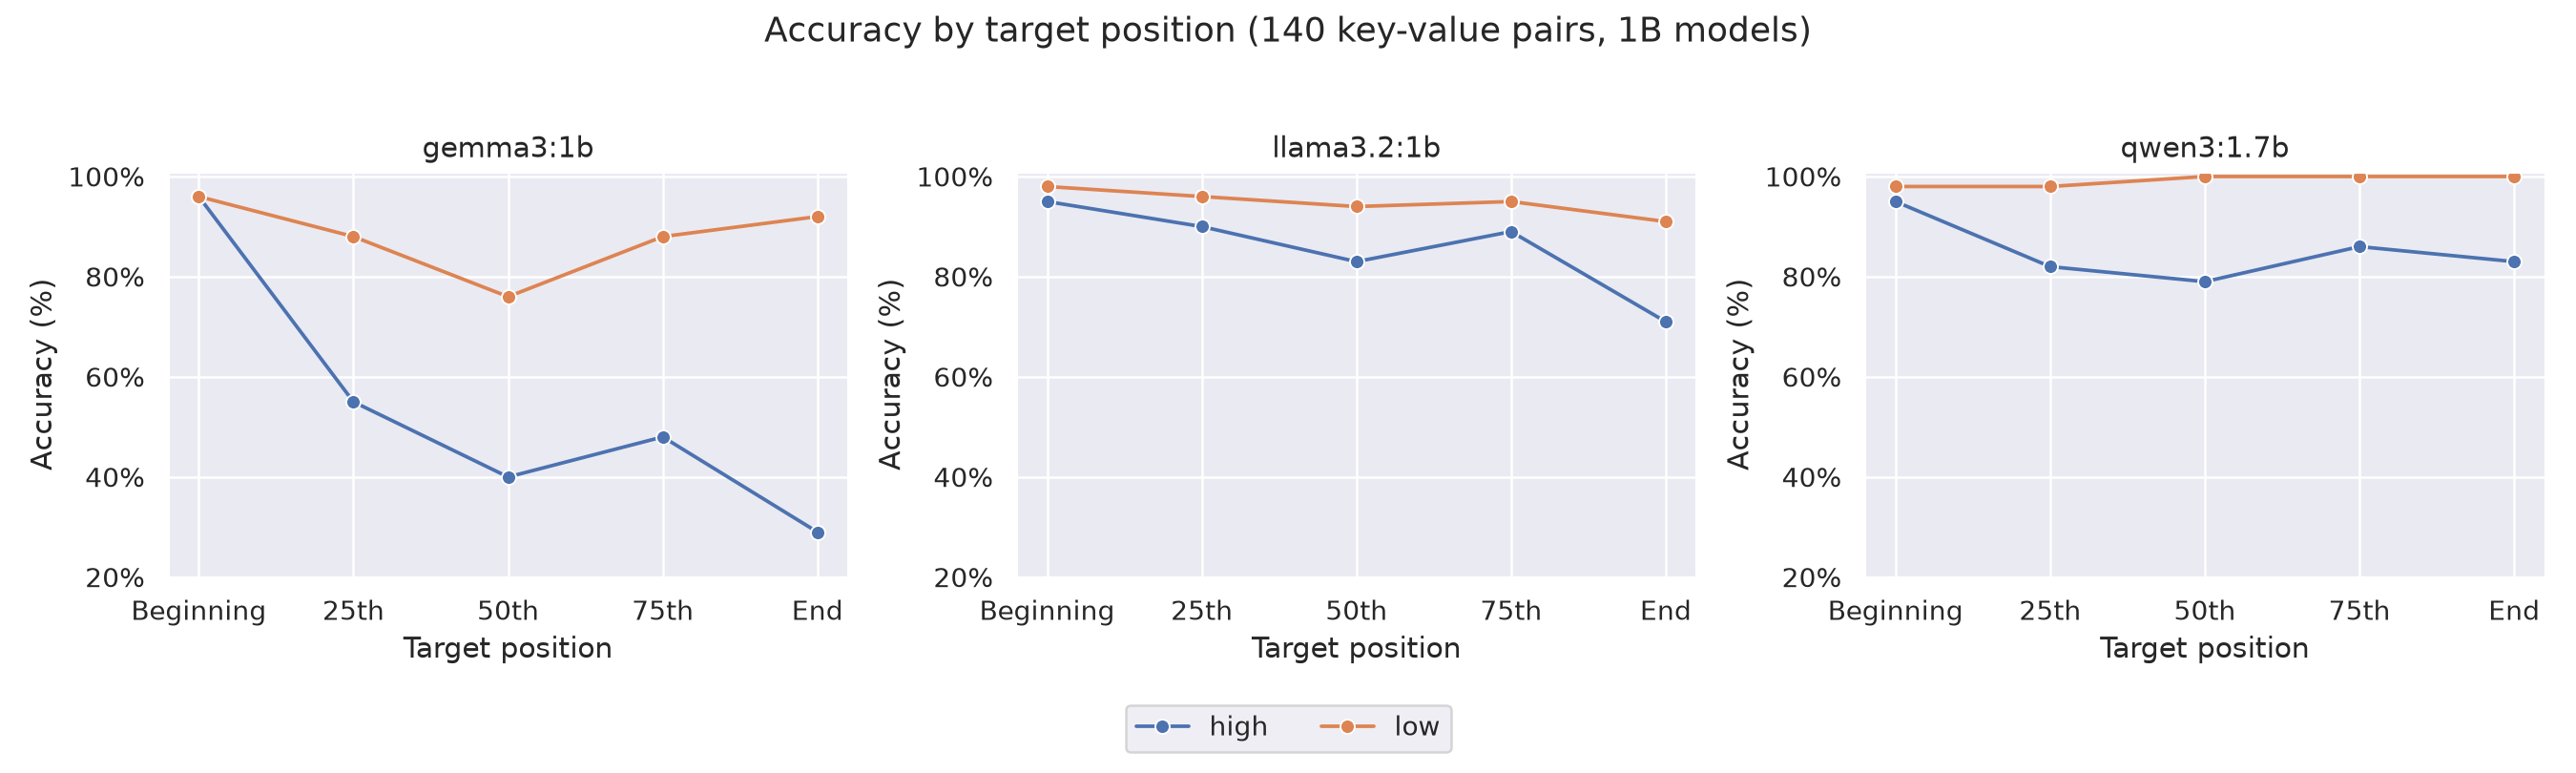 Accuracy by target position (140 key-value pairs, 1B models)
gemma3:1b
100%
80%
60%
40%
20%
Accuracy (%)
Beginning 25th 50th 75th End
Target position
llama3.2:1b
100%
80%
60%
40%
20%
Accuracy (%)
Beginning 25th 50th 75th End
Target position
qwen3:1.7b
100%
80%
60%
40%
20%
Accuracy (%)
Beginning 25th 50th 75th End
Target position
high low